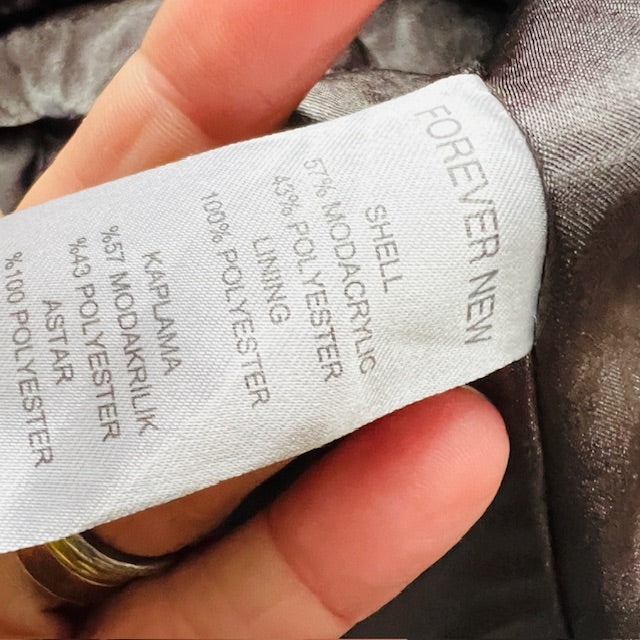 FOREVER NEW
SHELL
57% MODACRYLIC
43% POLYESTER
LINING
100% POLYESTER
KAPLAMA
%57 MODAKRILIK
%43 POLYESTER
ASTAR
%100 POLYESTER